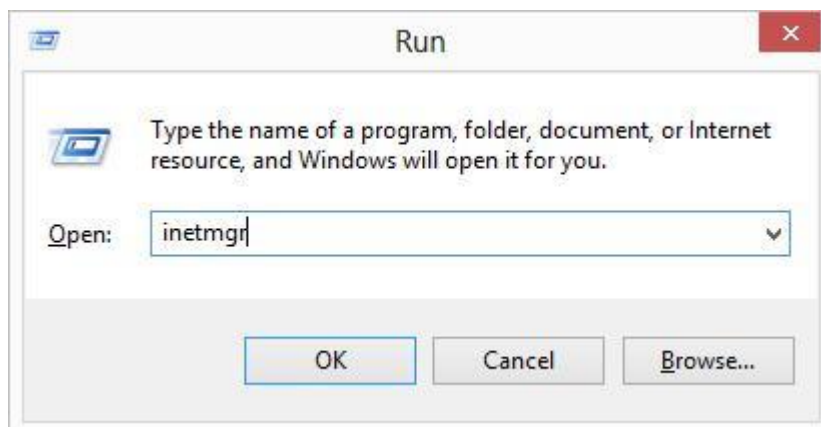 Run
Type the name of a program, folder, document, or Internet
resource, and Windows will open it for you.
Open: inetmgr
OK Cancel Browse...